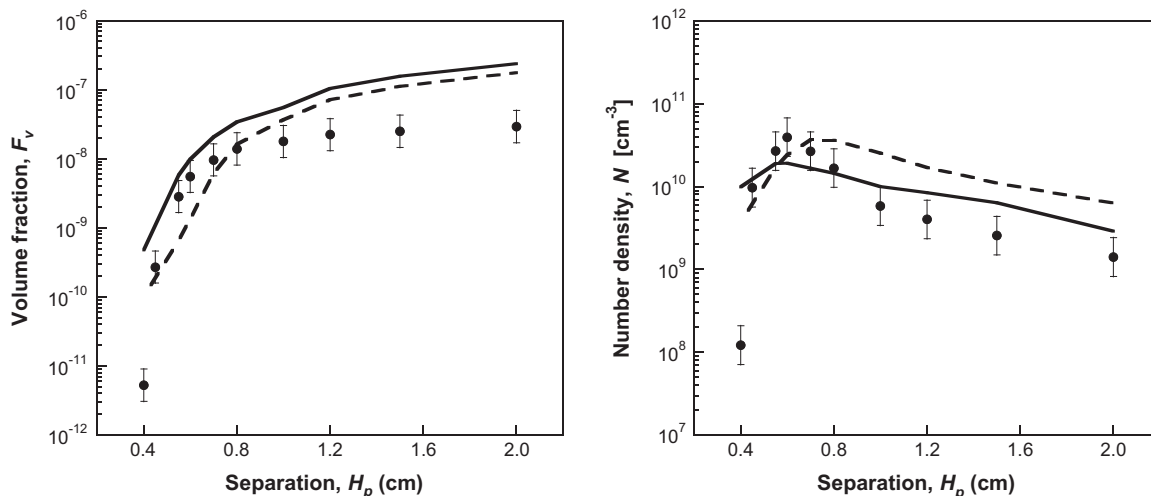 10^-6
10^-7
10^-8
10^-9
10^-10
10^-11
10^-12
Volume fraction, F_v
0.4 0.8 1.2 1.6 2.0
Separation, H_p (cm)
10^12
10^11
10^10
10^9
10^8
10^7
Number density, N [cm^-3]
0.4 0.8 1.2 1.6 2.0
Separation, H_p (cm)